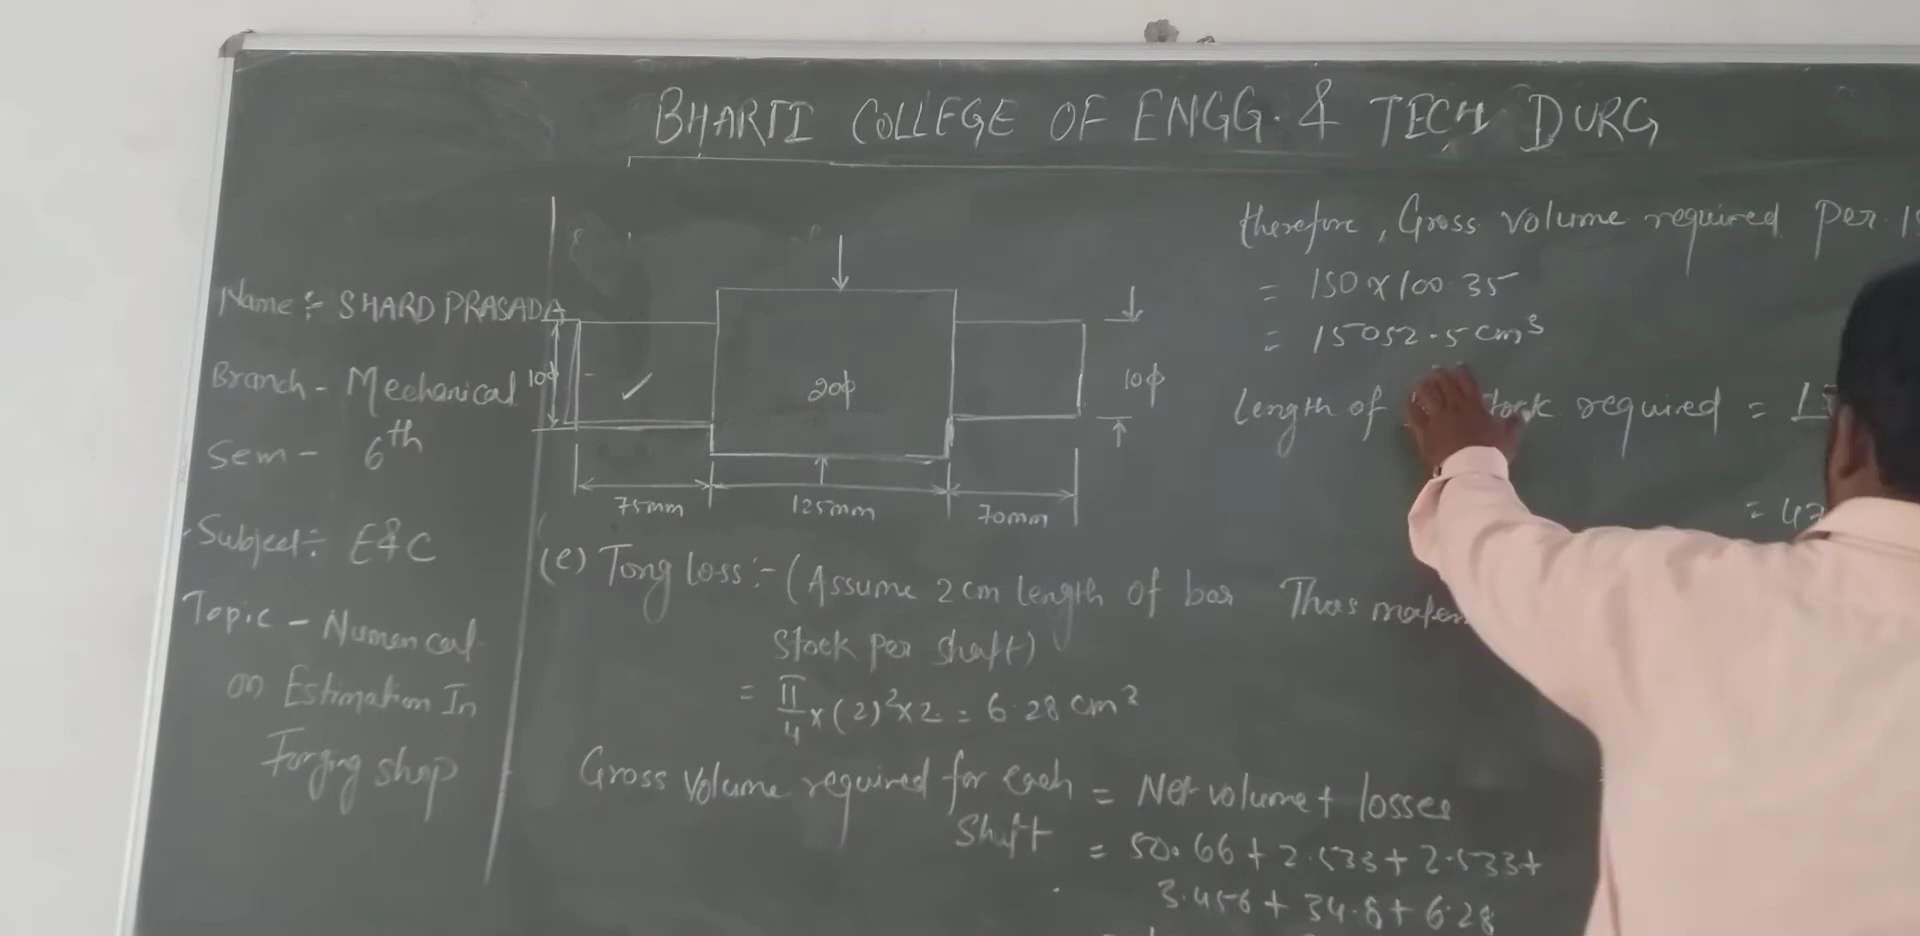 BHARTI COLLEGE OF ENGG. & TECH DURG
Name :- SHARD PRASADA
Branch - Mechanical
Sem - 6th
Subject :- E&C
Topic - Numerical
on Estimation In
Forging shop
10ϕ
20ϕ
10ϕ
75mm
125mm
70mm
(e) Tong loss :- (Assume 2 cm length of bar
stock per shaft)
= π/4 × (2)² × 2 = 6.28 cm³
Gross Volume required for each
Shaft
= Net volume + losses
= 50.66 + 2.533 + 2.533 +
3.456 + 34.8 + 6.28
therefore, Gross volume required per
= 150 × 100.35
= 15052.5 cm³
Length of required =
Thus